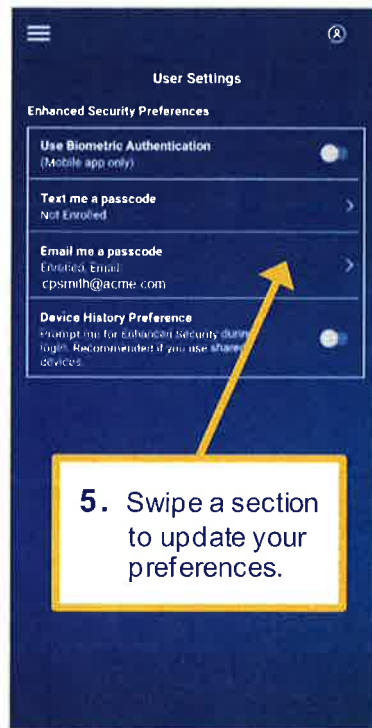 User Settings
Enhanced Security Preferences
Use Biometric Authentication
(Mobile app only)
Text me a passcode
Not Enrolled
Email me a passcode
Enrolled, Email:
cpsmith@acme.com
Device History Preference
Prompt me for Enhanced Security during
login. Recommended if you use shared
devices.
5. Swipe a section
to update your
preferences.